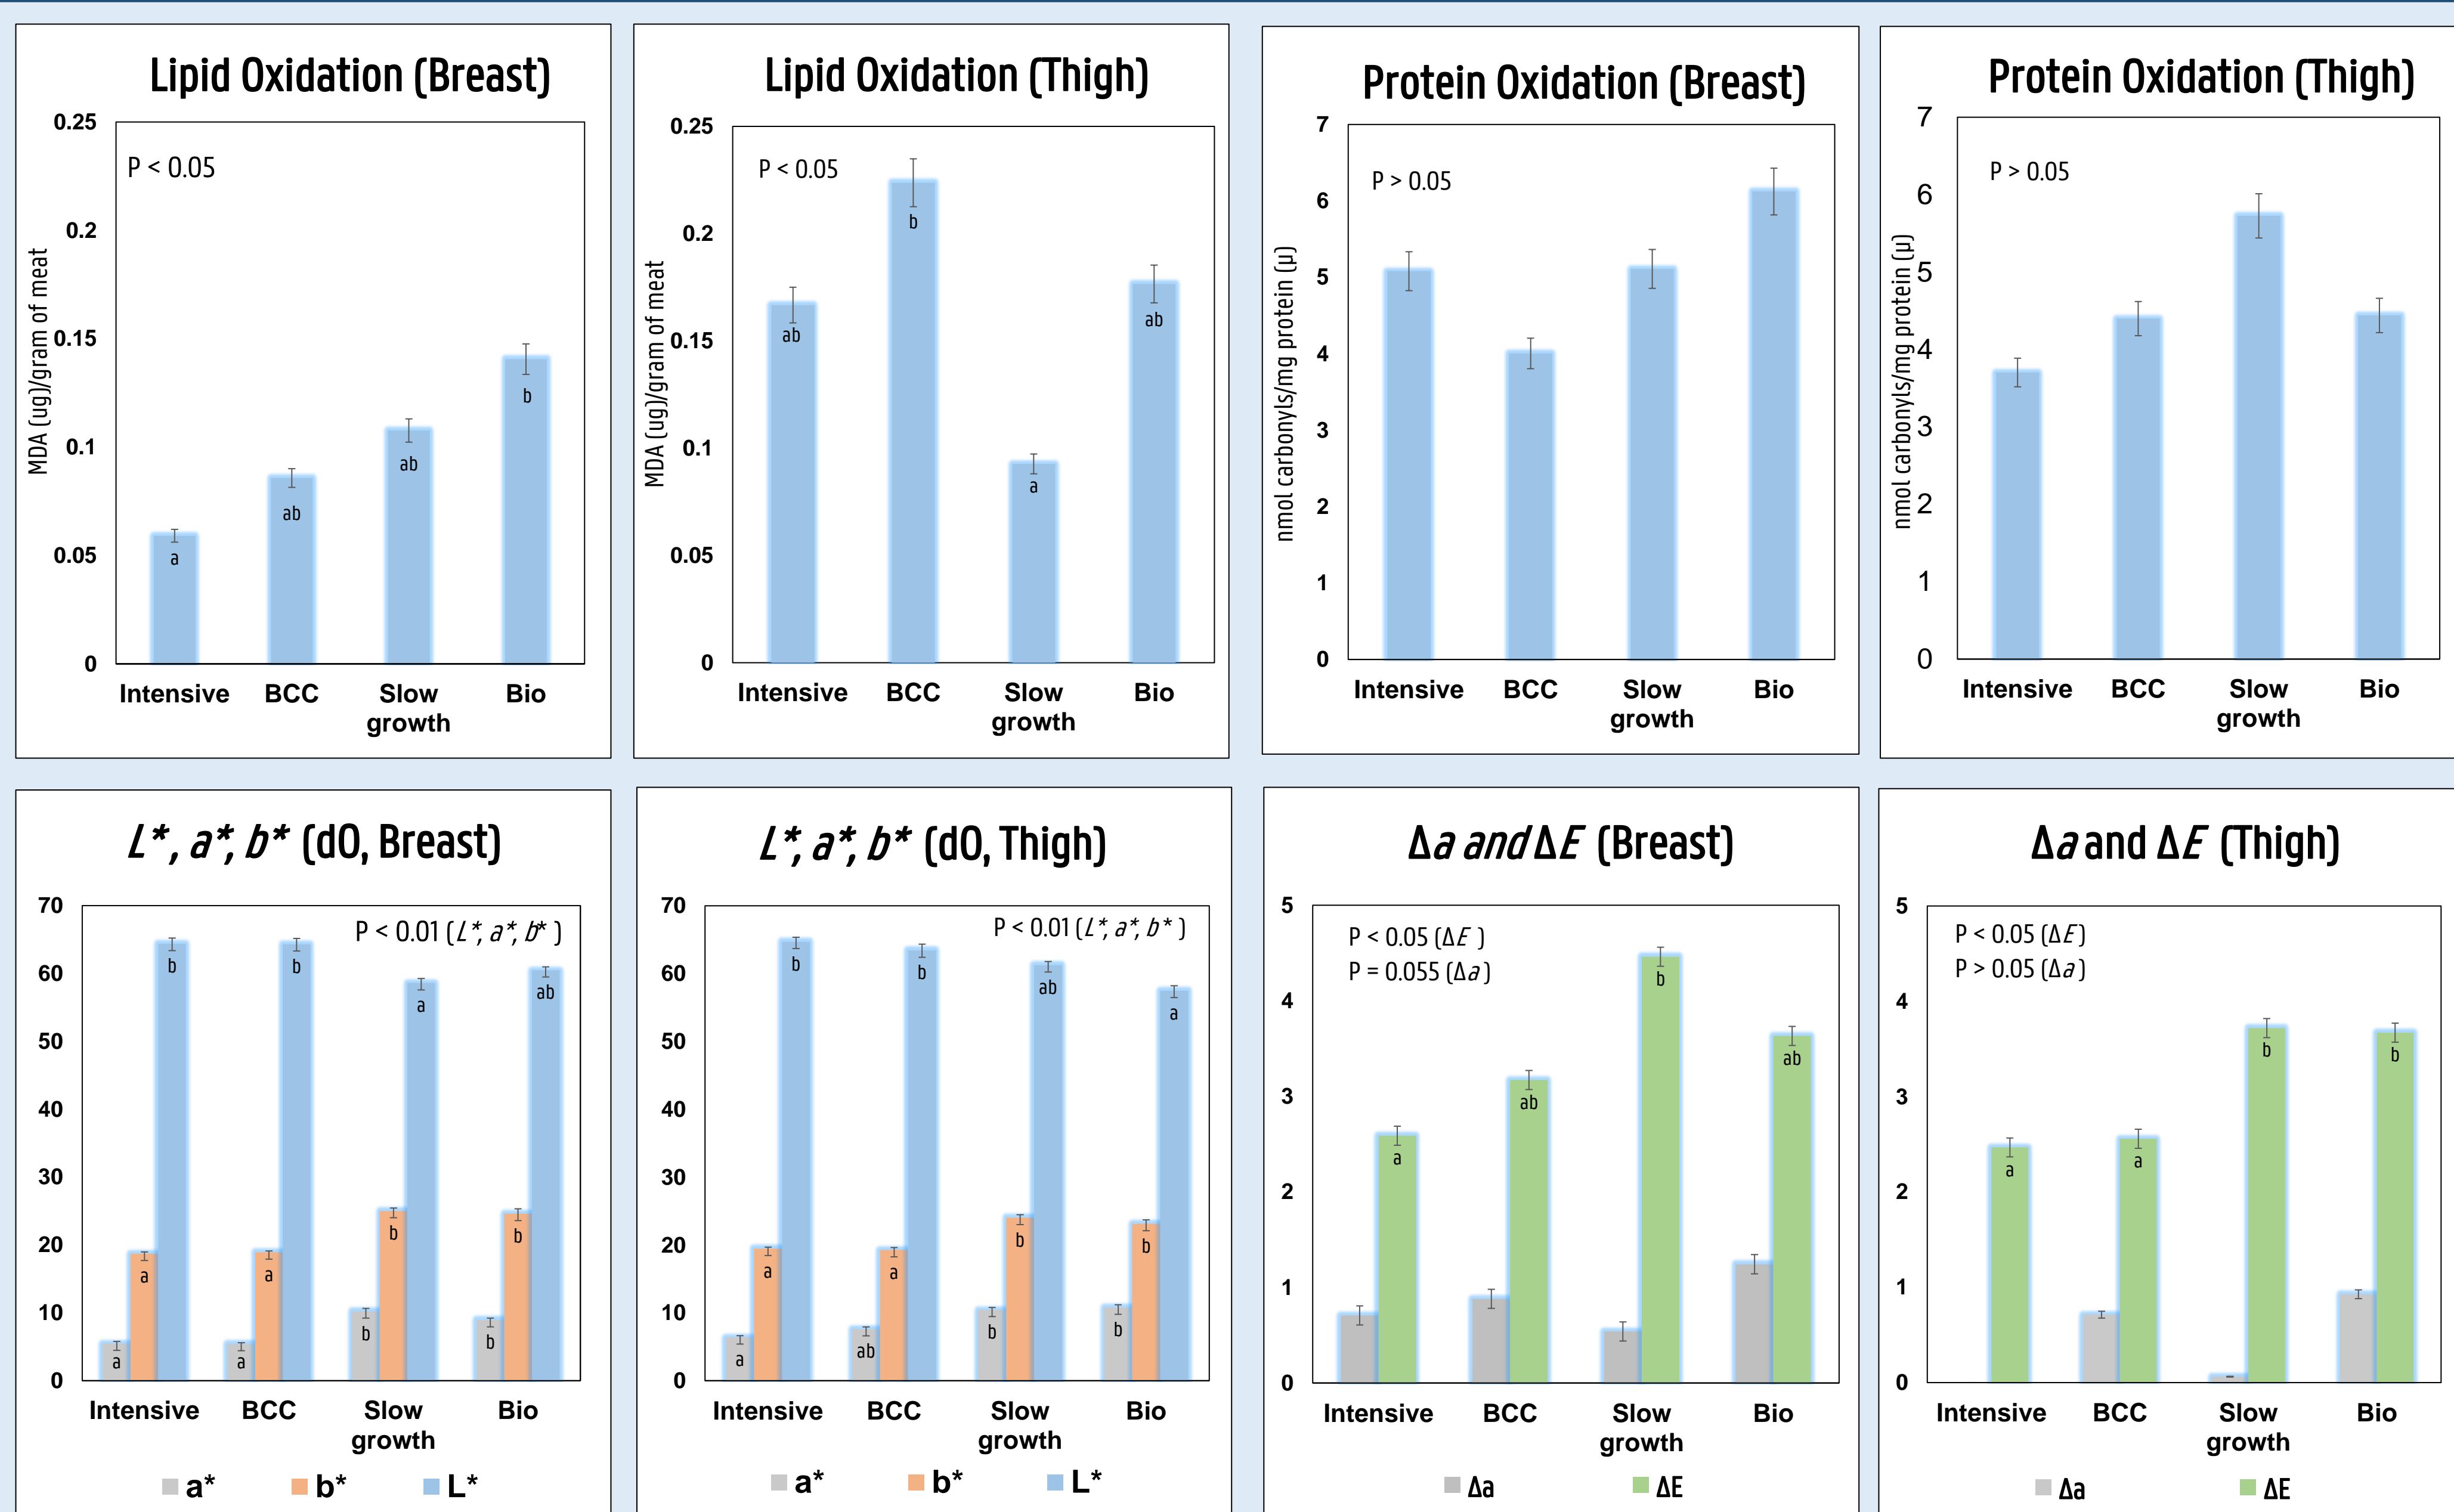 Lipid Oxidation (Breast)
MDA (ug)/gram of meat
0.25
0.2
0.15
0.1
0.05
0
P < 0.05
a
ab
ab
b
Intensive BCC Slow growth Bio
Lipid Oxidation (Thigh)
MDA (ug)/gram of meat
0.25
0.2
0.15
0.1
0.05
0
P < 0.05
ab
b
a
ab
Intensive BCC Slow growth Bio
Protein Oxidation (Breast)
nmol carbonyls/mg protein (µ)
7
6
5
4
3
2
1
0
P > 0.05
Intensive BCC Slow growth Bio
Protein Oxidation (Thigh)
nmol carbonyls/mg protein (µ)
7
6
5
4
3
2
1
0
P > 0.05
Intensive BCC Slow growth Bio
L*, a*, b* (d0, Breast)
70
60
50
40
30
20
10
0
P < 0.01 (L*, a*, b* )
a a b
a a b
b b a
b b ab
Intensive BCC Slow growth Bio
a* b* L*
L*, a*, b* (d0, Thigh)
70
60
50
40
30
20
10
0
P < 0.01 (L*, a*, b* )
a a b
ab a b
b b ab
b b a
Intensive BCC Slow growth Bio
a* b* L*
Δa and ΔE (Breast)
5
4
3
2
1
0
P < 0.05 (ΔE )
P = 0.055 (Δa )
a
ab
b
ab
Intensive BCC Slow growth Bio
Δa ΔE
Δa and ΔE (Thigh)
5
4
3
2
1
0
P < 0.05 (ΔE)
P > 0.05 (Δa )
a
a
b
b
Intensive BCC Slow growth Bio
Δa ΔE